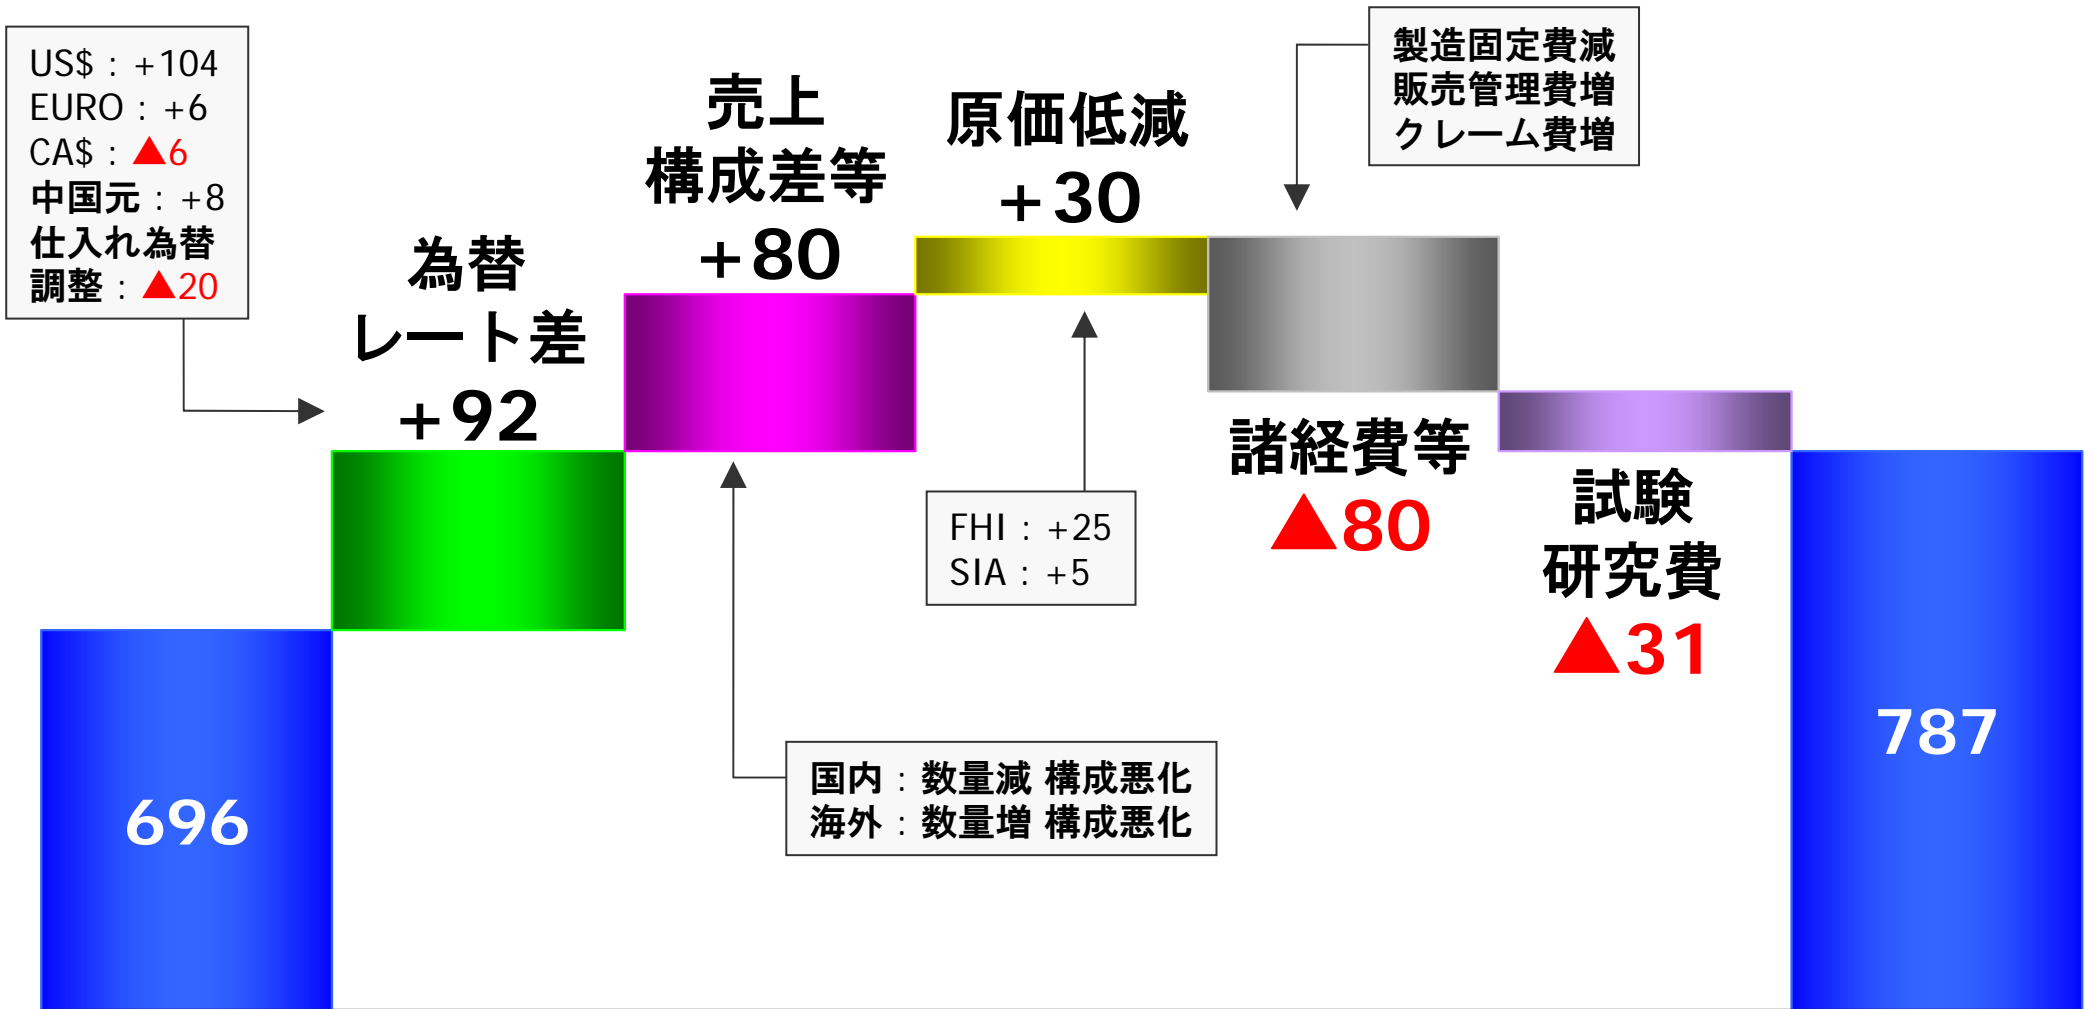 US$ : +104
EURO : +6
CA$ : ▲6
中国元 : +8
仕入れ為替
調整 : ▲20
為替
レート差
+92
売上
構成差等
+80
原価低減
+30
製造固定費減
販売管理費増
クレーム費増
諸経費等
▲80
試験
研究費
▲31
FHI : +25
SIA : +5
国内 : 数量減 構成悪化
海外 : 数量増 構成悪化
696
787